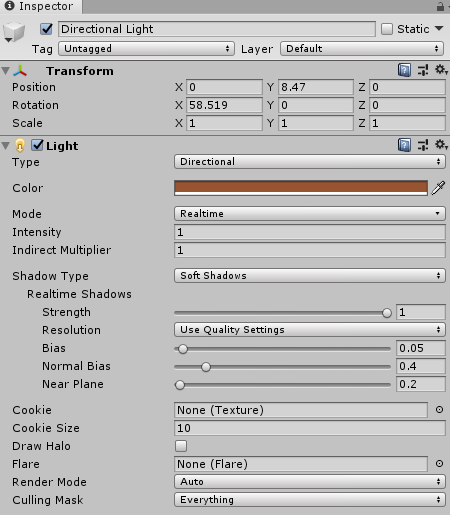 Inspector
Directional Light Static
Tag Untagged Layer Default
Transform
Position X 0 Y 8.47 Z 0
Rotation X 58.519 Y 0 Z 0
Scale X 1 Y 1 Z 1
Light
Type Directional
Color
Mode Realtime
Intensity 1
Indirect Multiplier 1
Shadow Type Soft Shadows
Realtime Shadows
Strength 1
Resolution Use Quality Settings
Bias 0.05
Normal Bias 0.4
Near Plane 0.2
Cookie None (Texture)
Cookie Size 10
Draw Halo
Flare None (Flare)
Render Mode Auto
Culling Mask Everything